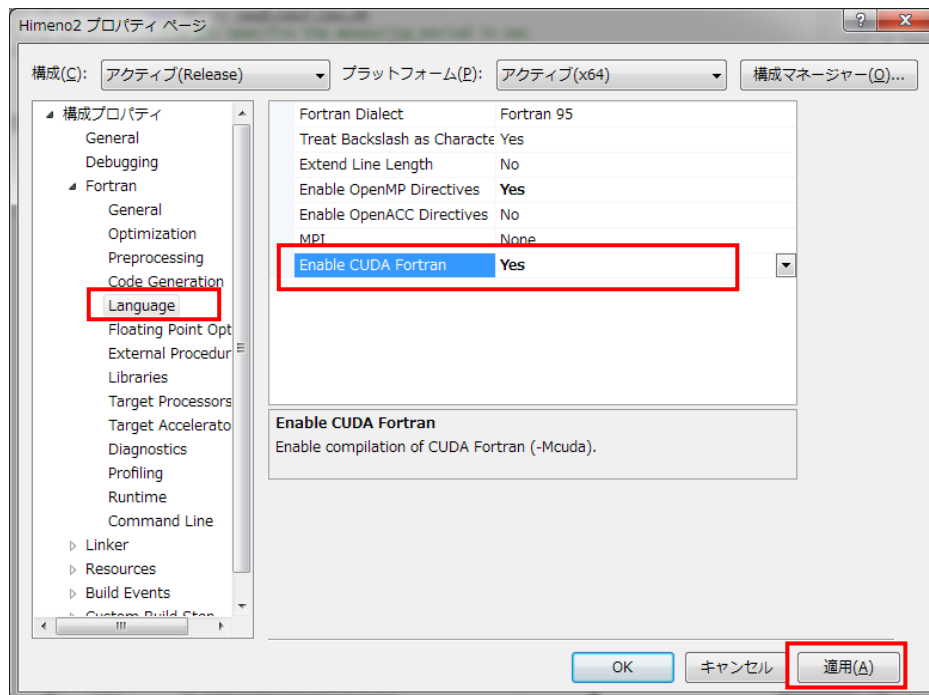 Himeno2 プロパティ ページ
構成(C): アクティブ(Release) プラットフォーム(P): アクティブ(x64) 構成マネージャー(O)...
構成プロパティ
General
Debugging
Fortran
General
Optimization
Preprocessing
Code Generation
Language
Floating Point Opt
External Procedur
Libraries
Target Processors
Target Accelerato
Diagnostics
Profiling
Runtime
Command Line
Linker
Resources
Build Events
Custom Build Step
Fortran Dialect Fortran 95
Treat Backslash as Characte Yes
Extend Line Length No
Enable OpenMP Directives Yes
Enable OpenACC Directives No
MPI None
Enable CUDA Fortran Yes
Enable CUDA Fortran
Enable compilation of CUDA Fortran (-Mcuda).
OK キャンセル 適用(A)